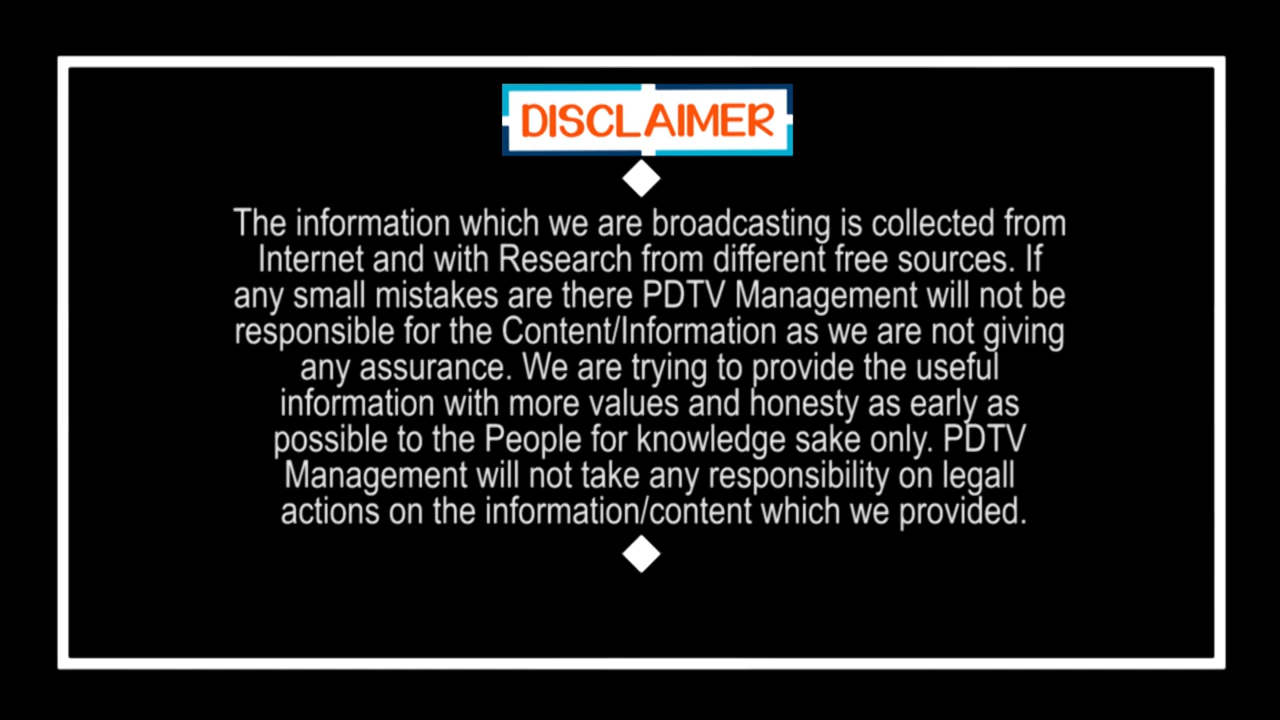 DISCLAIMER
The information which we are broadcasting is collected from
Internet and with Research from different free sources. If
any small mistakes are there PDTV Management will not be
responsible for the Content/Information as we are not giving
any assurance. We are trying to provide the useful
information with more values and honesty as early as
possible to the People for knowledge sake only. PDTV
Management will not take any responsibility on legall
actions on the information/content which we provided.